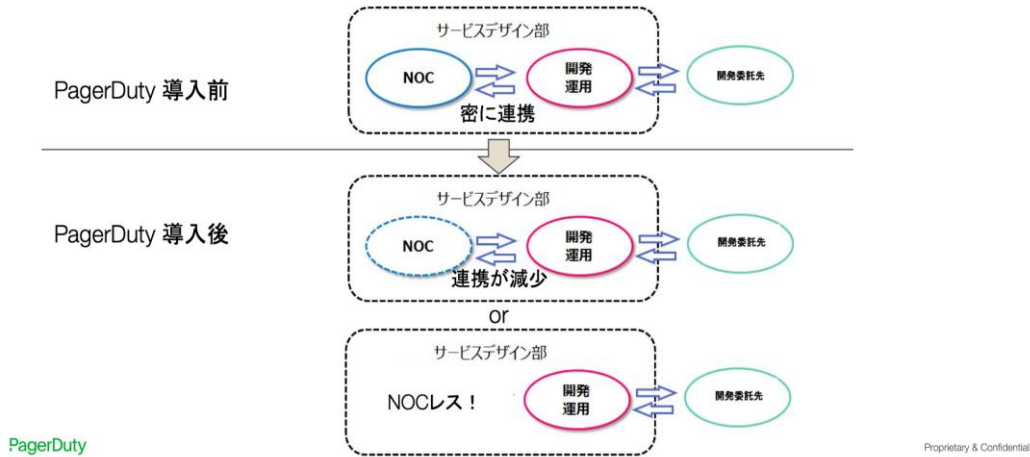 サービスデザイン部
NOC
開発
運用
開発委託先
PagerDuty 導入前
密に連携
サービスデザイン部
PagerDuty 導入後
NOC
開発
運用
開発委託先
連携が減少
or
サービスデザイン部
NOCレス！
開発
運用
開発委託先
PagerDuty
Proprietary & Confidential